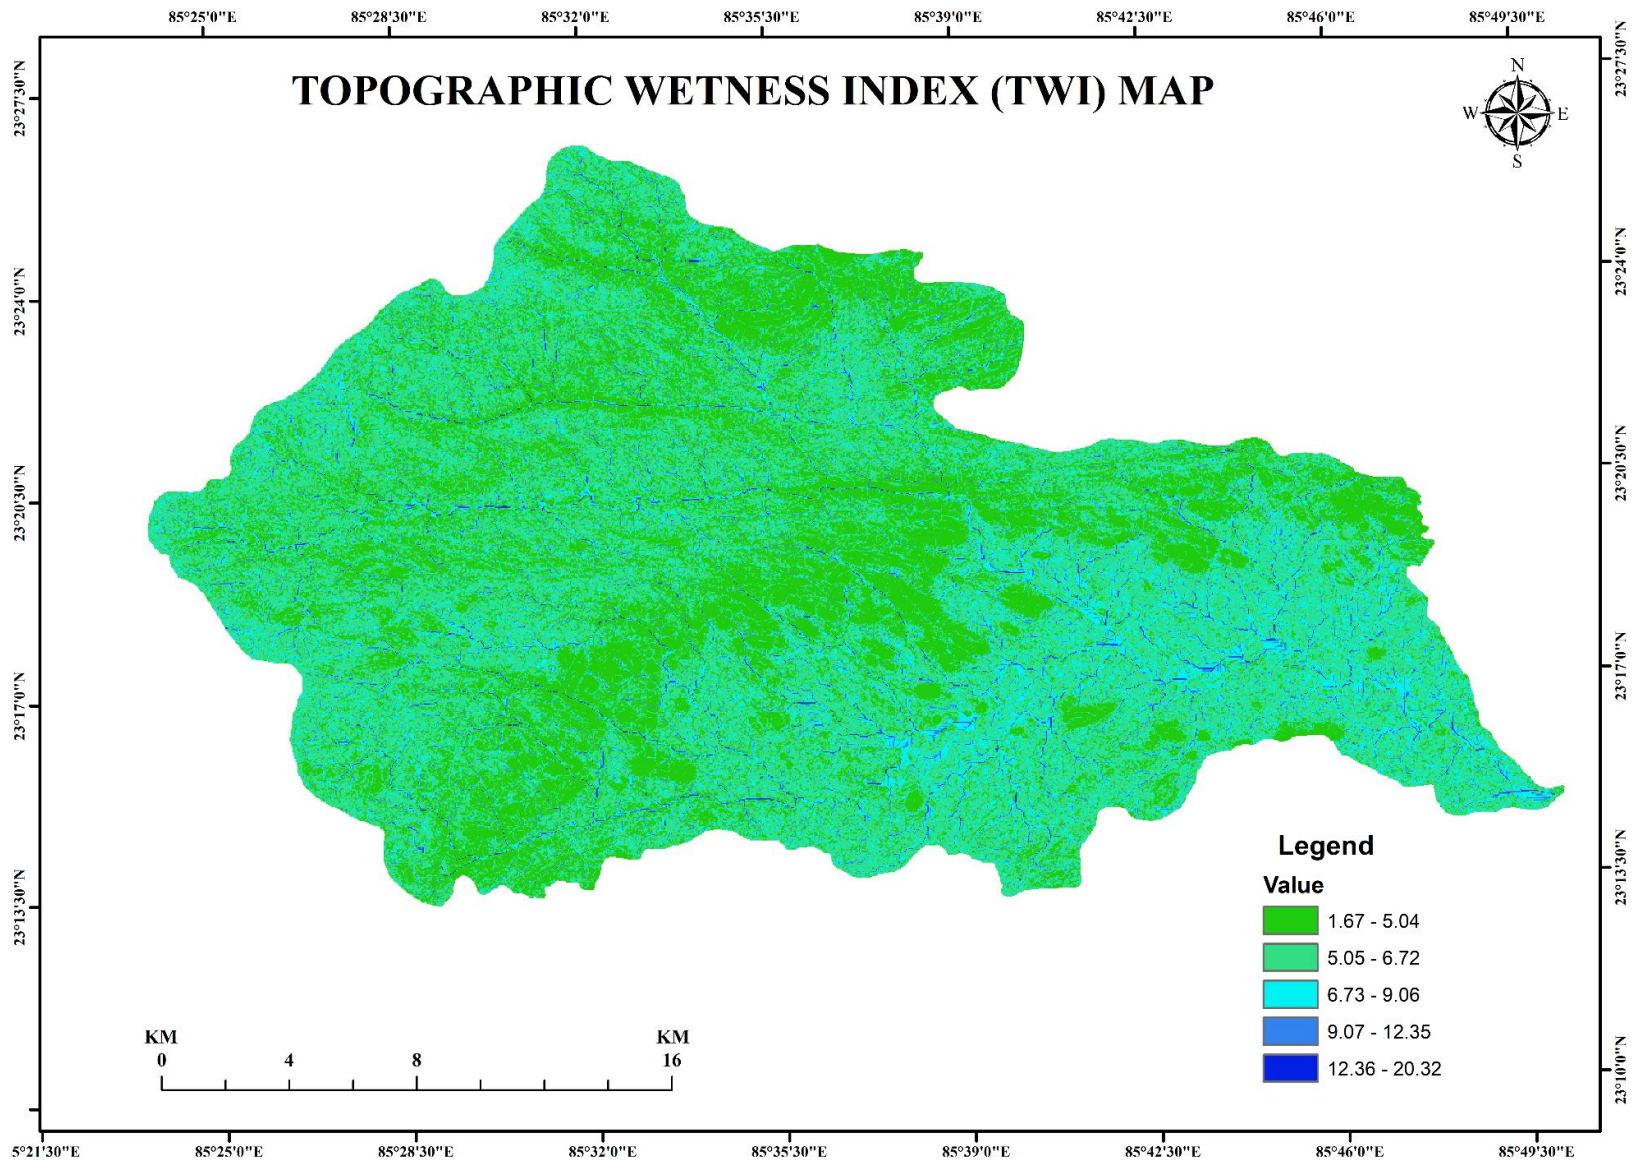 85°25'0"E 85°28'30"E 85°32'0"E 85°35'30"E 85°39'0"E 85°42'30"E 85°46'0"E 85°49'30"E
TOPOGRAPHIC WETNESS INDEX (TWI) MAP
N
W E
S
23°27'30"N
23°24'0"N
23°20'30"N
23°17'0"N
23°13'30"N
23°27'30"N
23°24'0"N
23°20'30"N
23°17'0"N
23°13'30"N
23°10'0"N
Legend
Value
1.67 - 5.04
5.05 - 6.72
6.73 - 9.06
9.07 - 12.35
12.36 - 20.32
KM KM
0 4 8 16
5°21'30"E 85°25'0"E 85°28'30"E 85°32'0"E 85°35'30"E 85°39'0"E 85°42'30"E 85°46'0"E 85°49'30"E